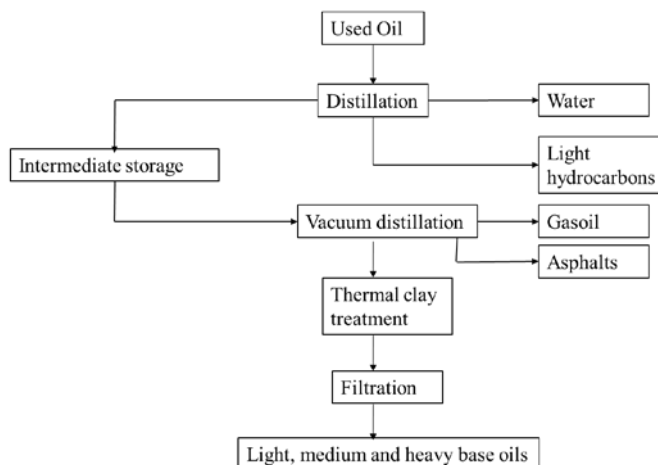 Used Oil
Distillation
Water
Light
hydrocarbons
Intermediate storage
Vacuum distillation
Gasoil
Asphalts
Thermal clay
treatment
Filtration
Light, medium and heavy base oils